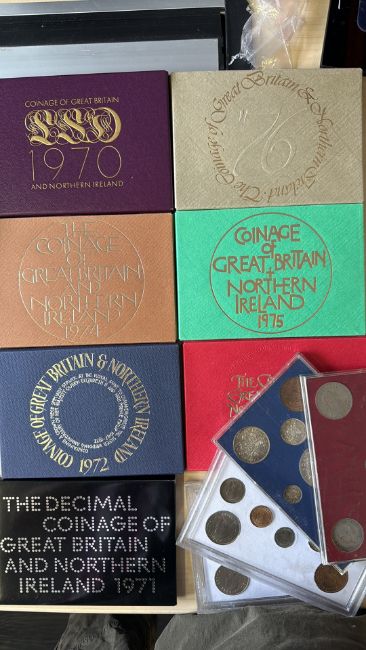 COINAGE OF GREAT BRITAIN
LSD
1970
AND NORTHERN IRELAND
The Coinage of Great Britain & Northern Ireland
76
THE
COINAGE
OF
GREAT BRITAIN
AND
NORTHERN
IRELAND
1974
COINAGE
of
GREAT BRITAIN
+
NORTHERN
IRELAND
1975
COINAGE OF GREAT BRITAIN & NORTHERN IRELAND
1972
THE DECIMAL
COINAGE OF
GREAT BRITAIN
AND NORTHERN
IRELAND 1971